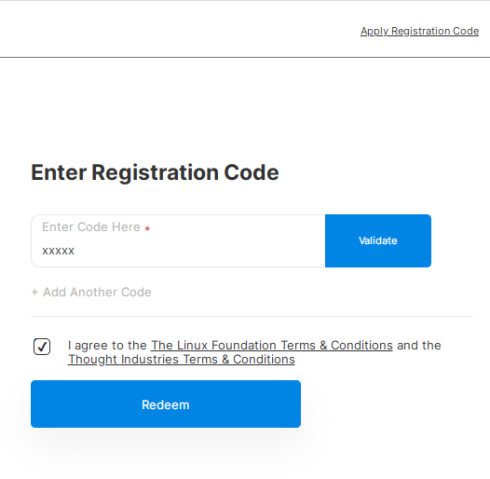 Apply Registration Code
Enter Registration Code
Enter Code Here *
xxxxx
Validate
+ Add Another Code
I agree to the The Linux Foundation Terms & Conditions and the
Thought Industries Terms & Conditions
Redeem